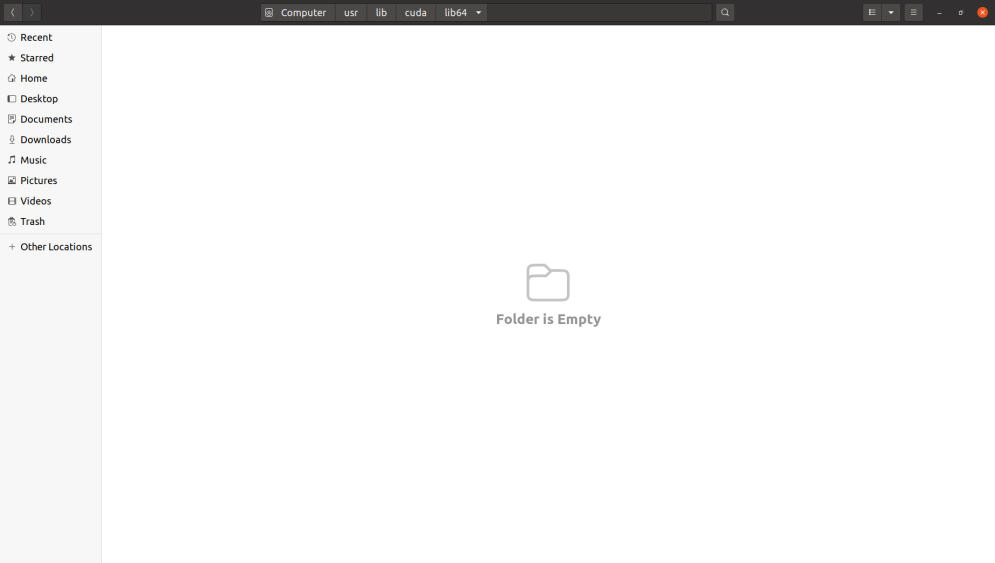 Computer usr lib cuda lib64
Recent
Starred
Home
Desktop
Documents
Downloads
Music
Pictures
Videos
Trash
+ Other Locations
Folder is Empty